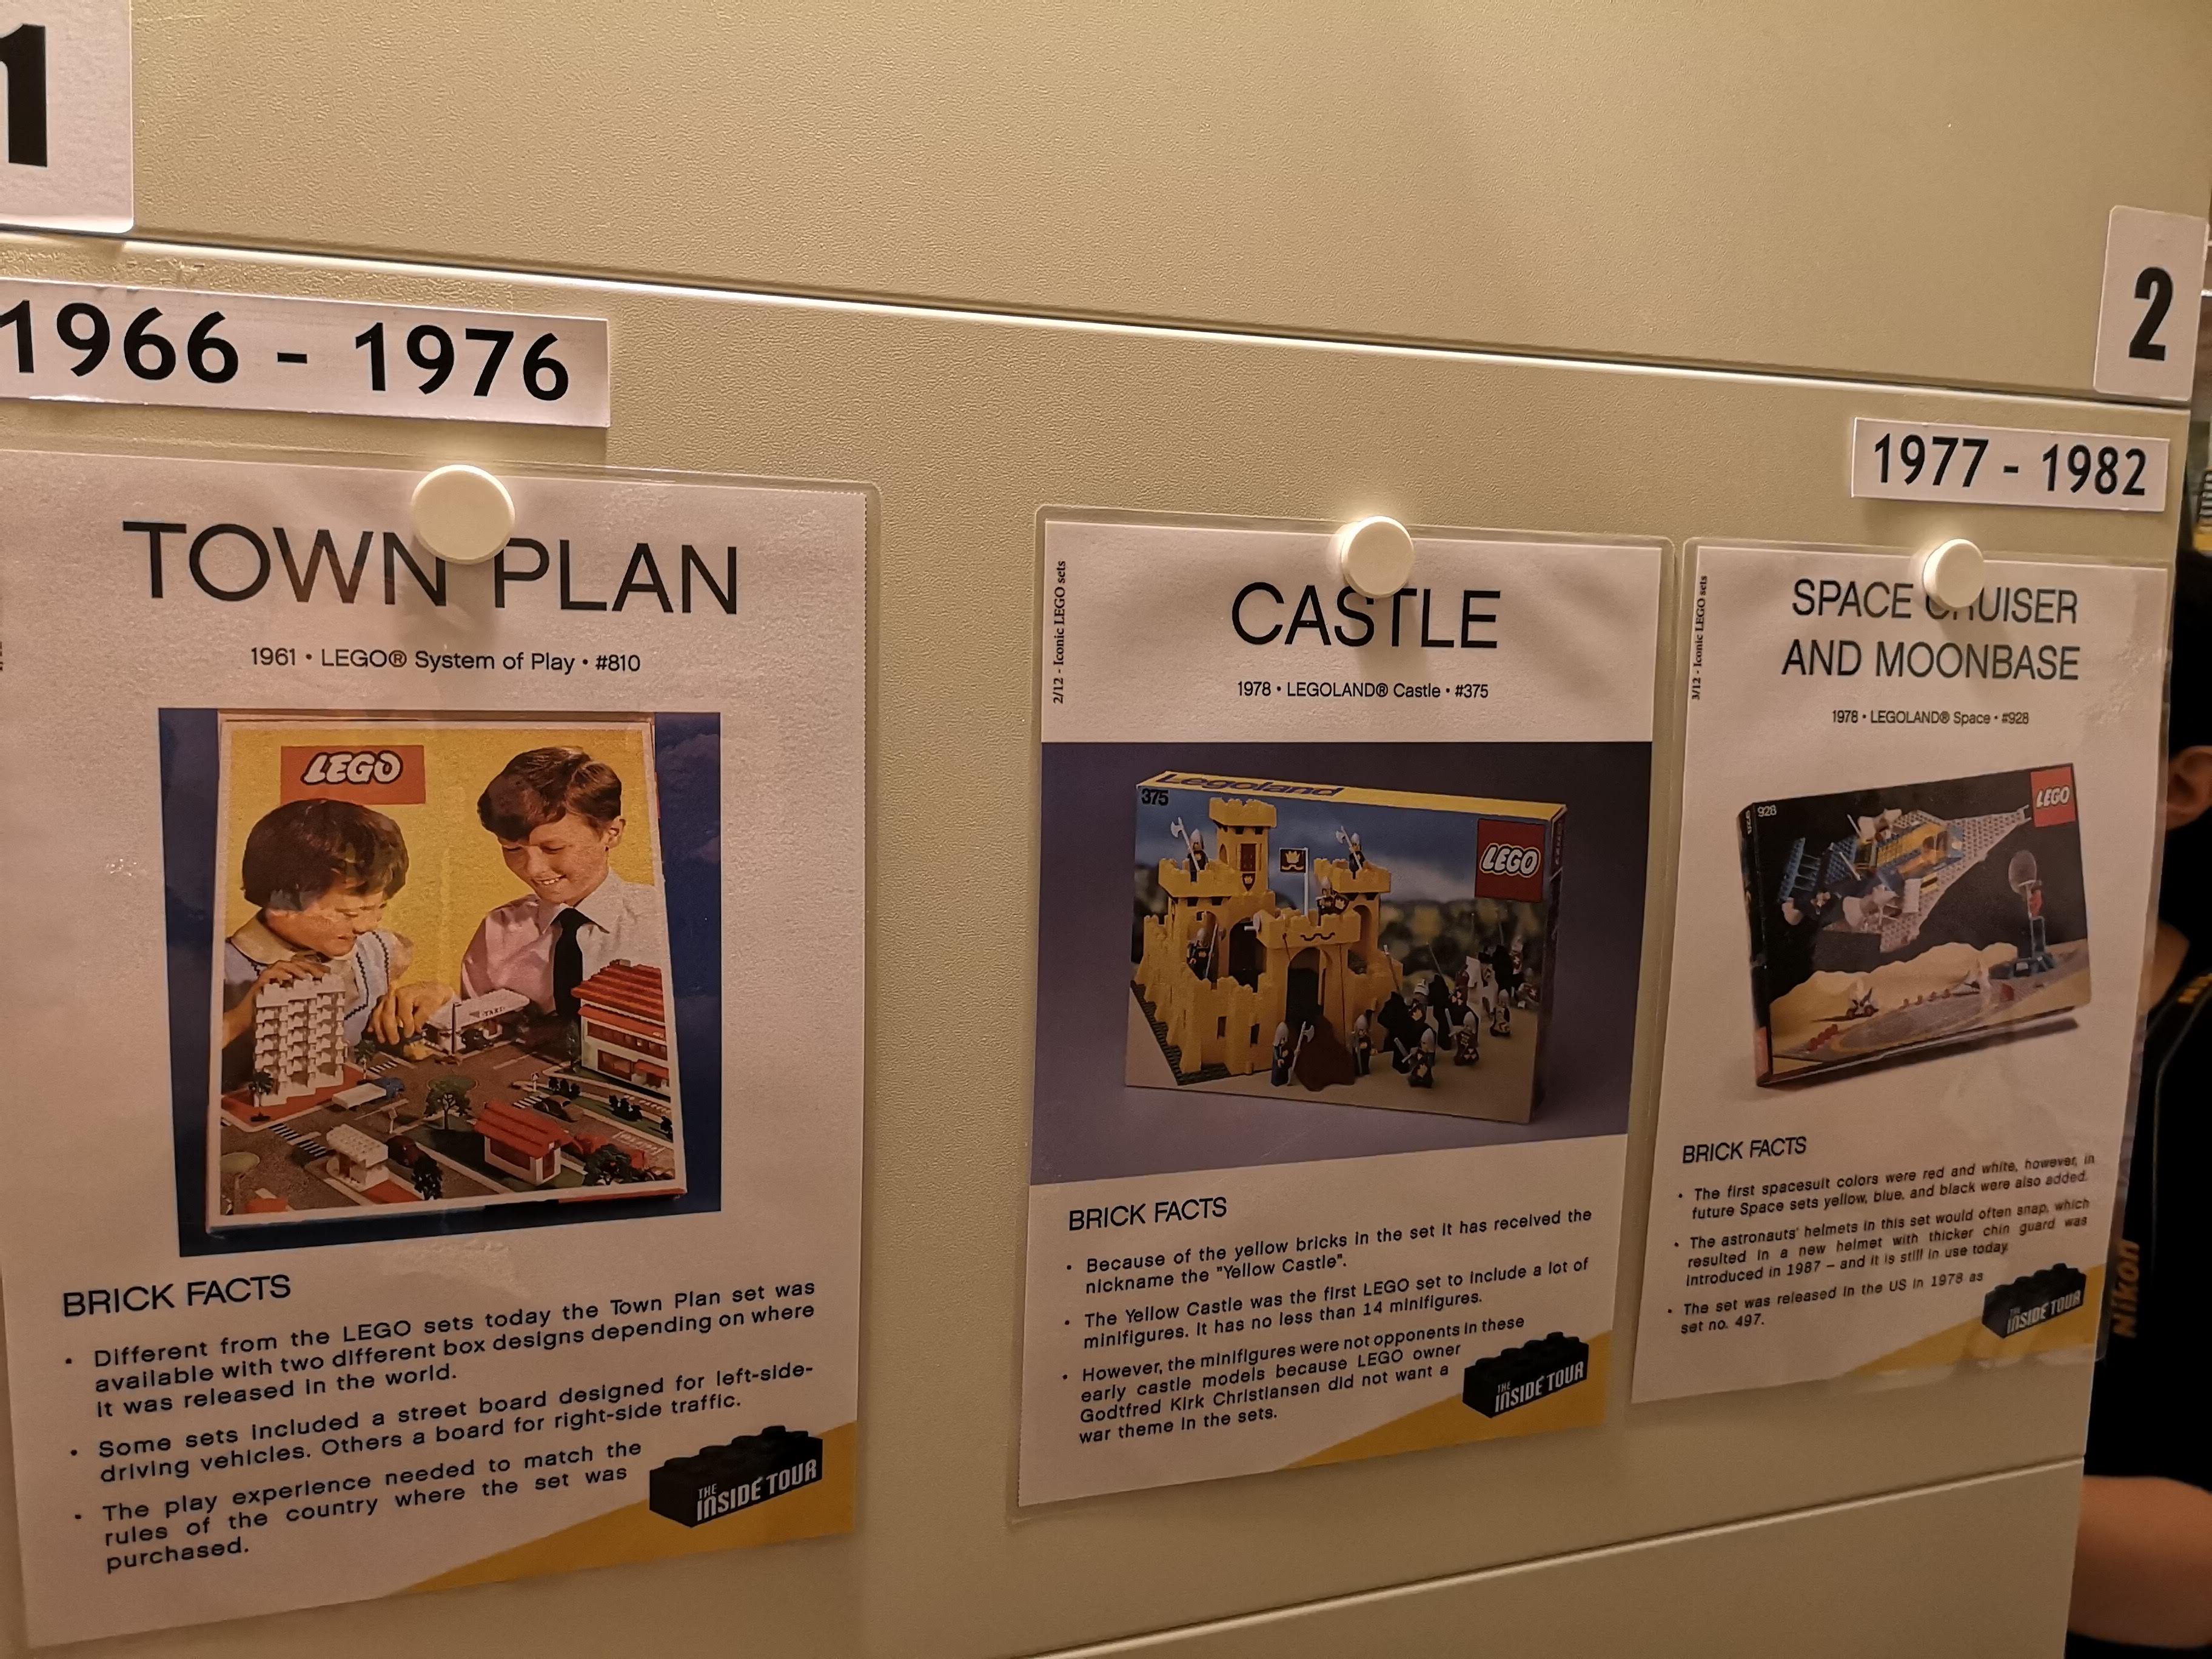 1
1966 - 1976
TOWN PLAN
1961 • LEGO® System of Play • #810
LEGO
BRICK FACTS
• Different from the LEGO sets today the Town Plan set was
available with two different box designs depending on where
it was released in the world.
• Some sets included a street board designed for left-side-
driving vehicles. Others a board for right-side traffic.
• The play experience needed to match the
rules of the country where the set was
purchased.
THE
INSIDE TOUR
2/12 - Iconic LEGO sets
CASTLE
1978 • LEGOLAND® Castle • #375
Legoland
375
LEGO
BRICK FACTS
• Because of the yellow bricks in the set it has received the
nickname the "Yellow Castle".
• The Yellow Castle was the first LEGO set to include a lot of
minifigures. It has no less than 14 minifigures.
• However, the minifigures were not opponents in these
early castle models because LEGO owner
Godtfred Kirk Christiansen did not want a
war theme in the sets.
THE
INSIDE TOUR
2
1977 - 1982
3/12 - Iconic LEGO sets
SPACE CRUISER
AND MOONBASE
1978 • LEGOLAND® Space • #928
928
LEGO
BRICK FACTS
• The first spacesuit colors were red and white, however, in
future Space sets yellow, blue, and black were also added.
• The astronauts' helmets in this set would often snap, which
resulted in a new helmet with thicker chin guard was
introduced in 1987 – and it is still in use today.
• The set was released in the US in 1978 as
set no. 497.
THE
INSIDE TOUR
Nikon